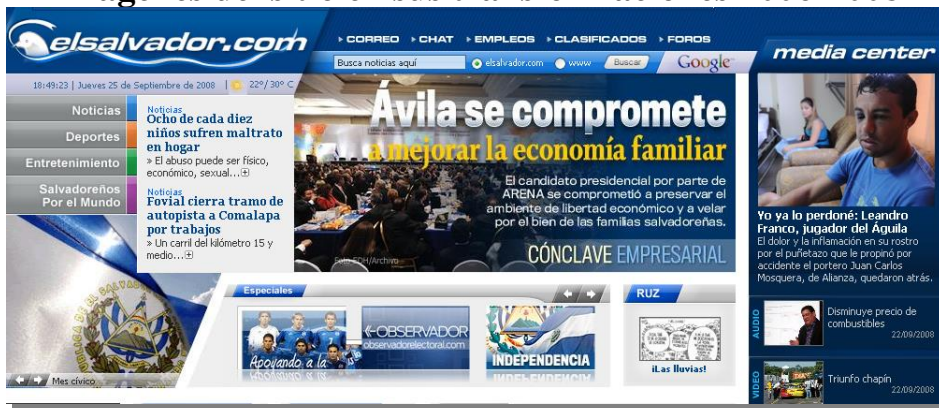 elsalvador.com
CORREO CHAT EMPLEOS CLASIFICADOS FOROS
Busca noticias aquí elsalvador.com www Buscar Google
media center
18:49:23 | Jueves 25 de Septiembre de 2008 | 22º/ 30º C
Noticias
Deportes
Entretenimiento
Salvadoreños
Por el Mundo
Noticias
Ocho de cada diez
niños sufren maltrato
en hogar
» El abuso puede ser físico,
económico, sexual...
Noticias
Fovial cierra tramo de
autopista a Comalapa
por trabajos
» Un carril del kilómetro 15 y
medio...
Ávila se compromete
a mejorar la economía familiar
El candidato presidencial por parte de
ARENA se comprometió a preservar el
ambiente de libertad económico y a velar
por el bien de las familias salvadoreñas.
Foto EDH/Archivo
CÓNCLAVE EMPRESARIAL
Yo ya lo perdoné: Leandro
Franco, jugador del Águila
El dolor y la inflamación en su rostro
por el puñetazo que le propinó por
accidente el portero Juan Carlos
Mosquera, de Alianza, quedaron atrás.
AUDIO
Disminuye precio de
combustibles
22/09/2008
VIDEO
Triunfo chapín
22/09/2008
Especiales
Apoyando a la
OBSERVADOR
observadorelectoral.com
INDEPENDENCIA
RUZ
¡Las lluvias!
Mes cívico